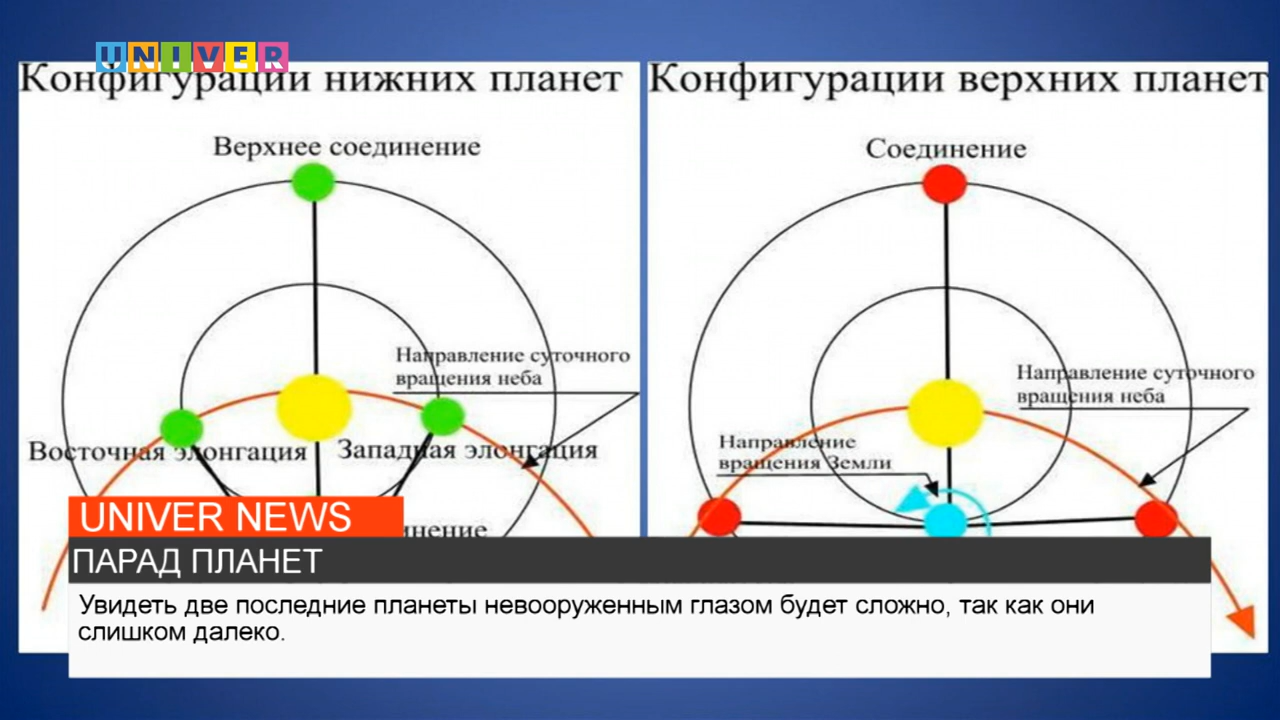 UNIVER
Конфигурации нижних планет
Верхнее соединение
Направление суточного
вращения неба
Восточная элонгация
Западная элонгация
Конфигурации верхних планет
Соединение
Направление суточного
вращения неба
Направление
вращения Земли
UNIVER NEWS
ПАРАД ПЛАНЕТ
Увидеть две последние планеты невооруженным глазом будет сложно, так как они
слишком далеко.